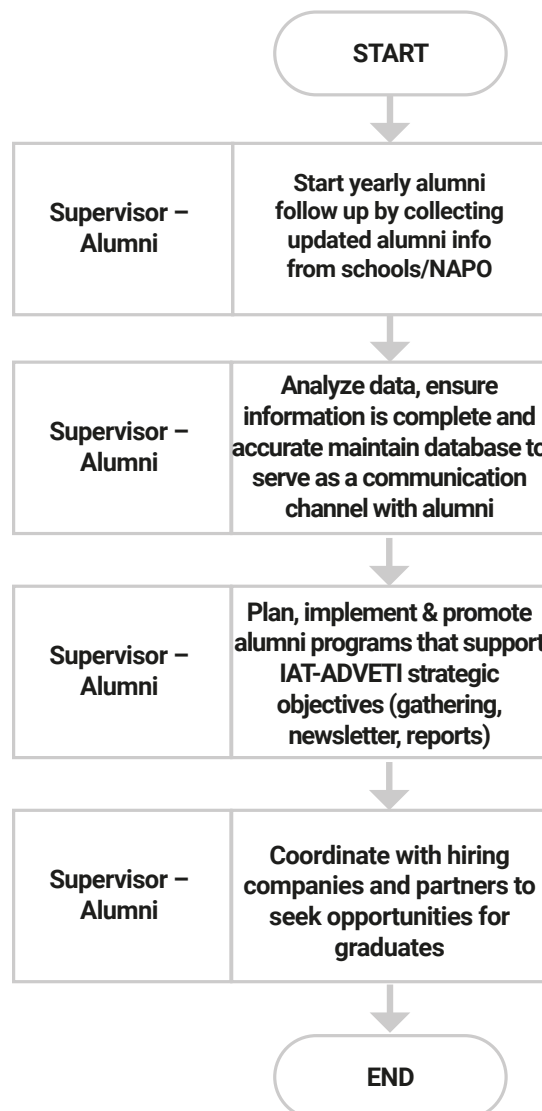 START
Supervisor –
Alumni
Start yearly alumni
follow up by collecting
updated alumni info
from schools/NAPO
Supervisor –
Alumni
Analyze data, ensure
information is complete and
accurate maintain database to
serve as a communication
channel with alumni
Supervisor –
Alumni
Plan, implement & promote
alumni programs that support
IAT-ADVETI strategic
objectives (gathering,
newsletter, reports)
Supervisor –
Alumni
Coordinate with hiring
companies and partners to
seek opportunities for
graduates
END